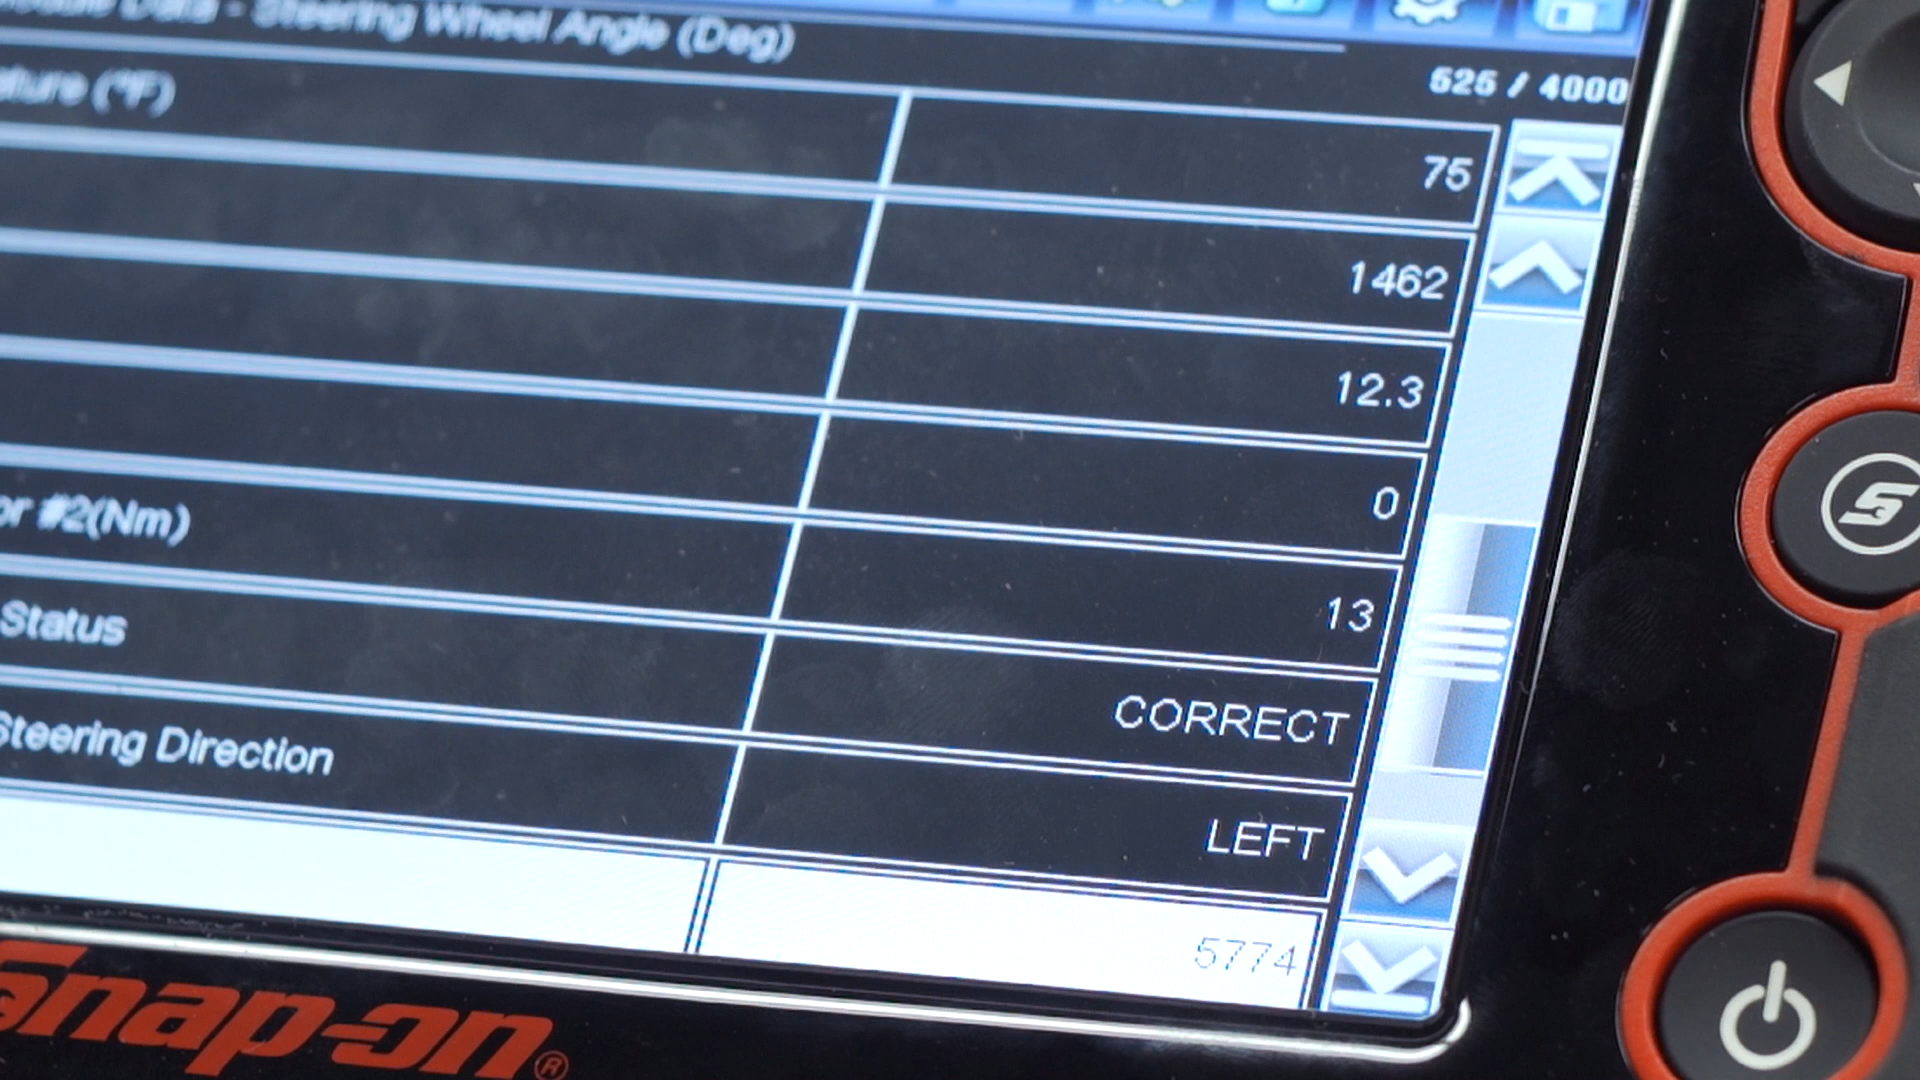 Data - Steering Wheel Angle (Deg)
525 / 4000
ature (°F)
75
1462
12.3
0
or #2(Nm)
13
Status
CORRECT
Steering Direction
LEFT
5774
Snap-on®